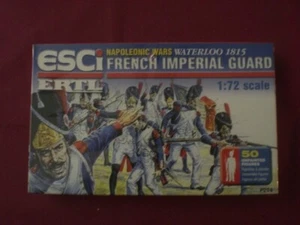 ESCI
NAPOLEONIC WARS WATERLOO 1815
FRENCH IMPERIAL GUARD
ERTL
1:72 scale
50